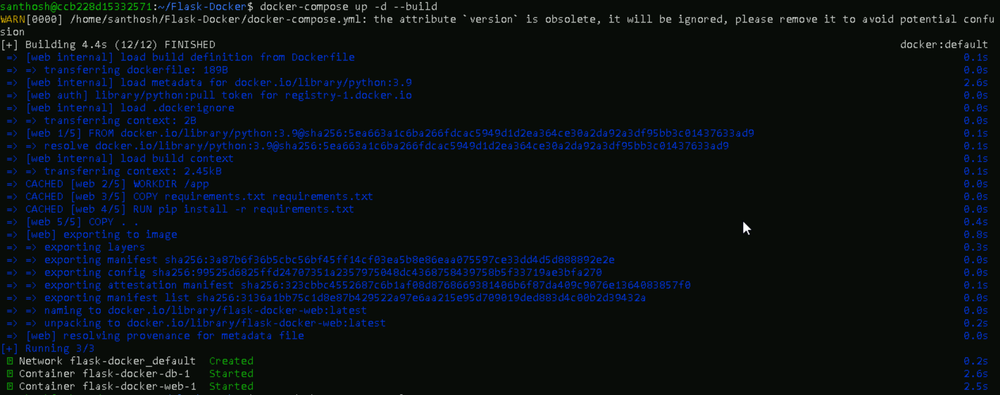 santhosh@ccb228d15332571:~/Flask-Docker$ docker-compose up -d --build
WARN[0000] /home/santhosh/Flask-Docker/docker-compose.yml: the attribute `version` is obsolete, it will be ignored, please remove it to avoid potential confu
sion
[+] Building 4.4s (12/12) FINISHED docker:default
=> [web internal] load build definition from Dockerfile 0.1s
=> => transferring dockerfile: 189B 0.0s
=> [web internal] load metadata for docker.io/library/python:3.9 2.6s
=> [web auth] library/python:pull token for registry-1.docker.io 0.0s
=> [web internal] load .dockerignore 0.0s
=> => transferring context: 2B 0.0s
=> [web 1/5] FROM docker.io/library/python:3.9@sha256:5ea663a1c6ba266fdcac5949d1d2ea364ce30a2da92a3df95bb3c01437633ad9 0.1s
=> => resolve docker.io/library/python:3.9@sha256:5ea663a1c6ba266fdcac5949d1d2ea364ce30a2da92a3df95bb3c01437633ad9 0.1s
=> [web internal] load build context 0.1s
=> => transferring context: 2.45kB 0.1s
=> CACHED [web 2/5] WORKDIR /app 0.0s
=> CACHED [web 3/5] COPY requirements.txt requirements.txt 0.0s
=> CACHED [web 4/5] RUN pip install -r requirements.txt 0.0s
=> [web 5/5] COPY . . 0.4s
=> [web] exporting to image 0.8s
=> => exporting layers 0.3s
=> => exporting manifest sha256:3a87b6f36b5cbc56bf45ff14cf03ea5b8e86eaa075597ce33dd4d5d888892e2e 0.0s
=> => exporting config sha256:99525d6825ffd24707351a2357975048dc4368758439758b5f33719ae3bfa270 0.0s
=> => exporting attestation manifest sha256:323cbbc4552687c6b1af08d8768669381406b6f87da409c9076e1364083857f0 0.1s
=> => exporting manifest list sha256:3136a1bb75c1d8e87b429522a97e6aa215e95d709019ded883d4c00b2d39432a 0.0s
=> => naming to docker.io/library/flask-docker-web:latest 0.0s
=> => unpacking to docker.io/library/flask-docker-web:latest 0.2s
=> [web] resolving provenance for metadata file 0.0s
[+] Running 3/3
Network flask-docker_default Created 0.2s
Container flask-docker-db-1 Started 2.6s
Container flask-docker-web-1 Started 2.5s